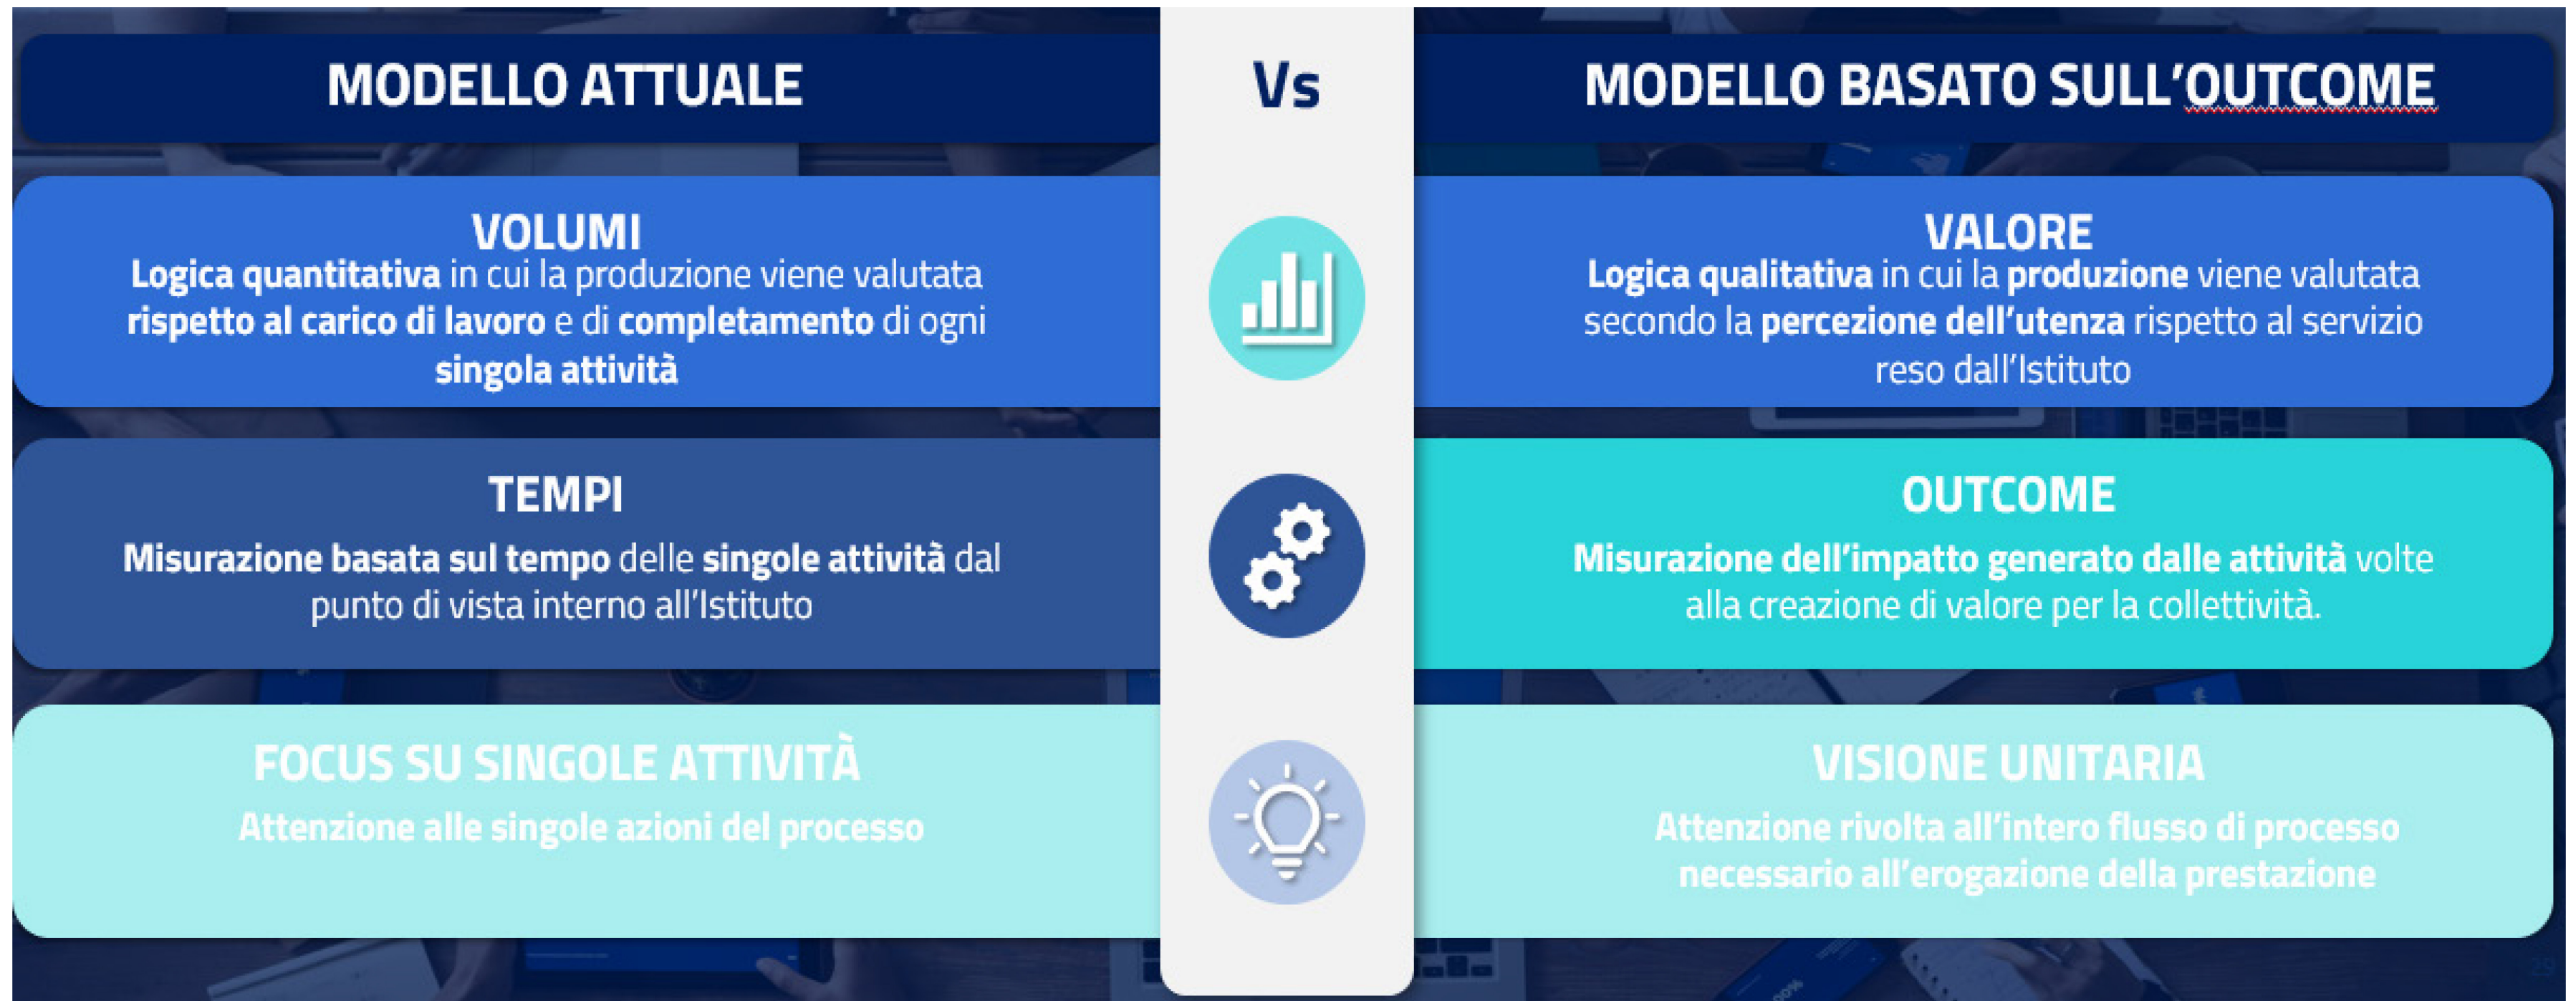 MODELLO ATTUALE
Vs
MODELLO BASATO SULL'OUTCOME
VOLUMI
Logica quantitativa in cui la produzione viene valutata
rispetto al carico di lavoro e di completamento di ogni
singola attività
VALORE
Logica qualitativa in cui la produzione viene valutata
secondo la percezione dell'utenza rispetto al servizio
reso dall'Istituto
TEMPI
Misurazione basata sul tempo delle singole attività dal
punto di vista interno all'Istituto
OUTCOME
Misurazione dell'impatto generato dalle attività volte
alla creazione di valore per la collettività.
FOCUS SU SINGOLE ATTIVITÀ
Attenzione alle singole azioni del processo
VISIONE UNITARIA
Attenzione rivolta all'intero flusso di processo
necessario all'erogazione della prestazione
29